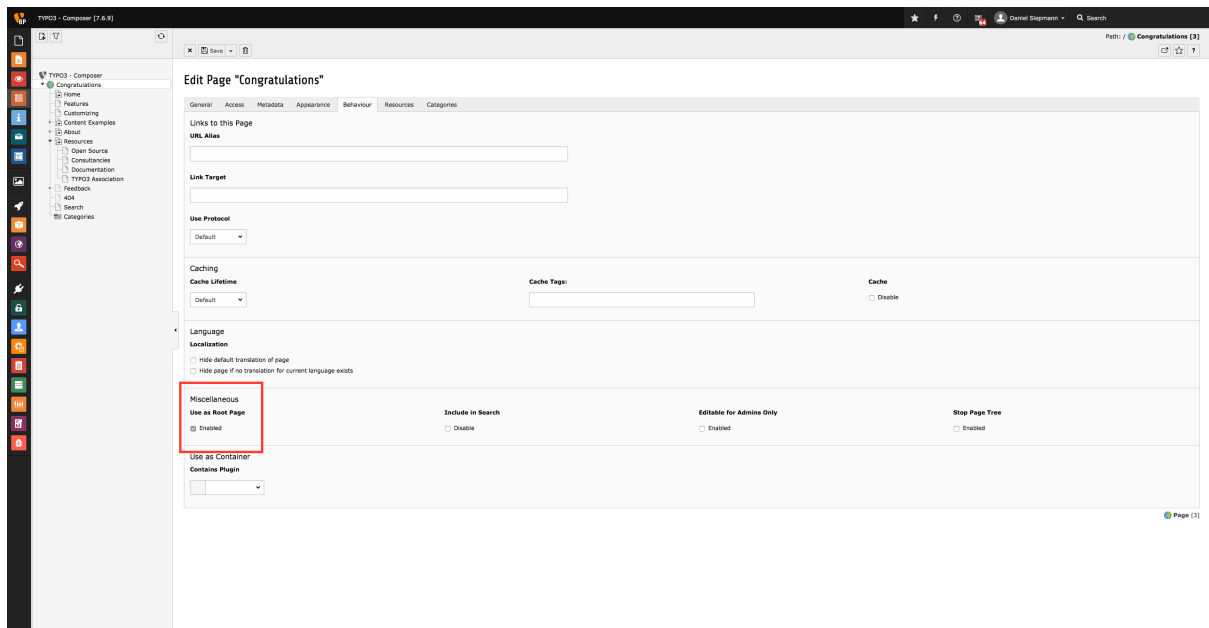 BP TYPO3 - Composer [7.6.9] Daniel Siepmann Search
Path: / Congratulations [3]
Save
?
TYPO3 - Composer
Congratulations
Home
Features
Customizing
Content Examples
About
Resources
Open Source
Consultancies
Documentation
TYPO3 Association
Feedback
404
Search
Categories
Edit Page "Congratulations"
General Access Metadata Appearance Behaviour Resources Categories
Links to this Page
URL Alias
Link Target
Use Protocol
Default
Caching
Cache Lifetime Cache Tags: Cache
Default Disable
Language
Localization
Hide default translation of page
Hide page if no translation for current language exists
Miscellaneous
Use as Root Page Include in Search Editable for Admins Only Stop Page Tree
Enabled Disable Enabled Enabled
Use as Container
Contains Plugin
Page [3]